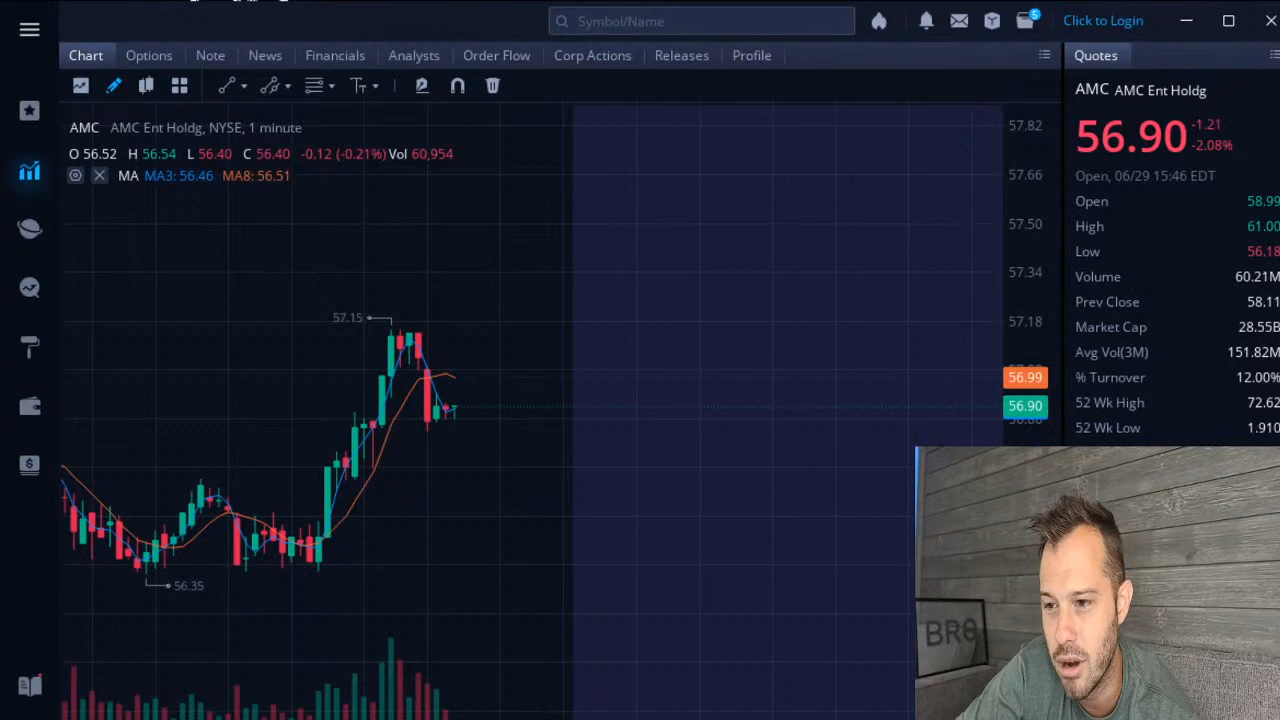 Symbol/Name
5
Click to Login
Chart Options Note News Financials Analysts Order Flow Corp Actions Releases Profile
Quotes
AMC AMC Ent Holdg, NYSE, 1 minute
O 56.52 H 56.54 L 56.40 C 56.40 -0.12 (-0.21%) Vol 60,954
MA MA3: 56.46 MA8: 56.51
57.15
56.35
57.82
57.66
57.50
57.34
57.18
56.99
56.90
AMC AMC Ent Holdg
56.90 -1.21
-2.08%
Open, 06/29 15:46 EDT
Open 58.99
High 61.00
Low 56.18
Volume 60.21M
Prev Close 58.11
Market Cap 28.55B
Avg Vol(3M) 151.82M
% Turnover 12.00%
52 Wk High 72.62
52 Wk Low 1.910
BRO